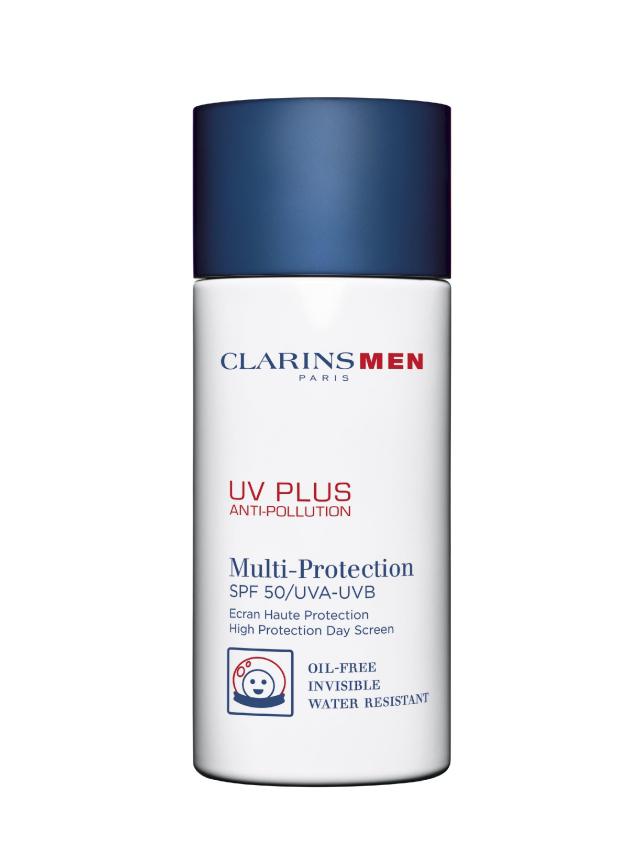 CLARINSMEN
PARIS
UV PLUS
ANTI-POLLUTION
Multi-Protection
SPF 50/UVA-UVB
Ecran Haute Protection
High Protection Day Screen
OIL-FREE
INVISIBLE
WATER RESISTANT